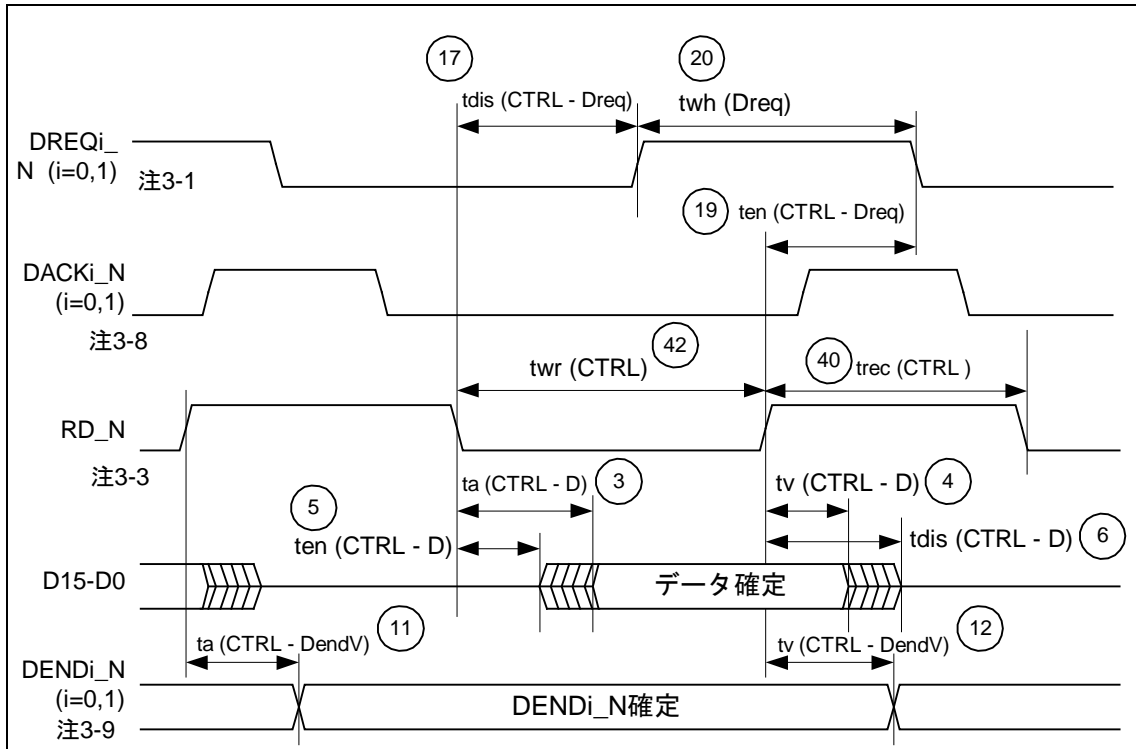 17
20
tdis (CTRL - Dreq)
twh (Dreq)
DREQi_
N (i=0,1)
注3-1
19
ten (CTRL - Dreq)
DACKi_N
(i=0,1)
注3-8
42
twr (CTRL)
40
trec (CTRL )
RD_N
注3-3
ta (CTRL - D)
3
tv (CTRL - D)
4
5
ten (CTRL - D)
tdis (CTRL - D)
6
D15-D0
データ確定
11
ta (CTRL - DendV)
12
tv (CTRL - DendV)
DENDi_N
(i=0,1)
注3-9
DENDi_N確定